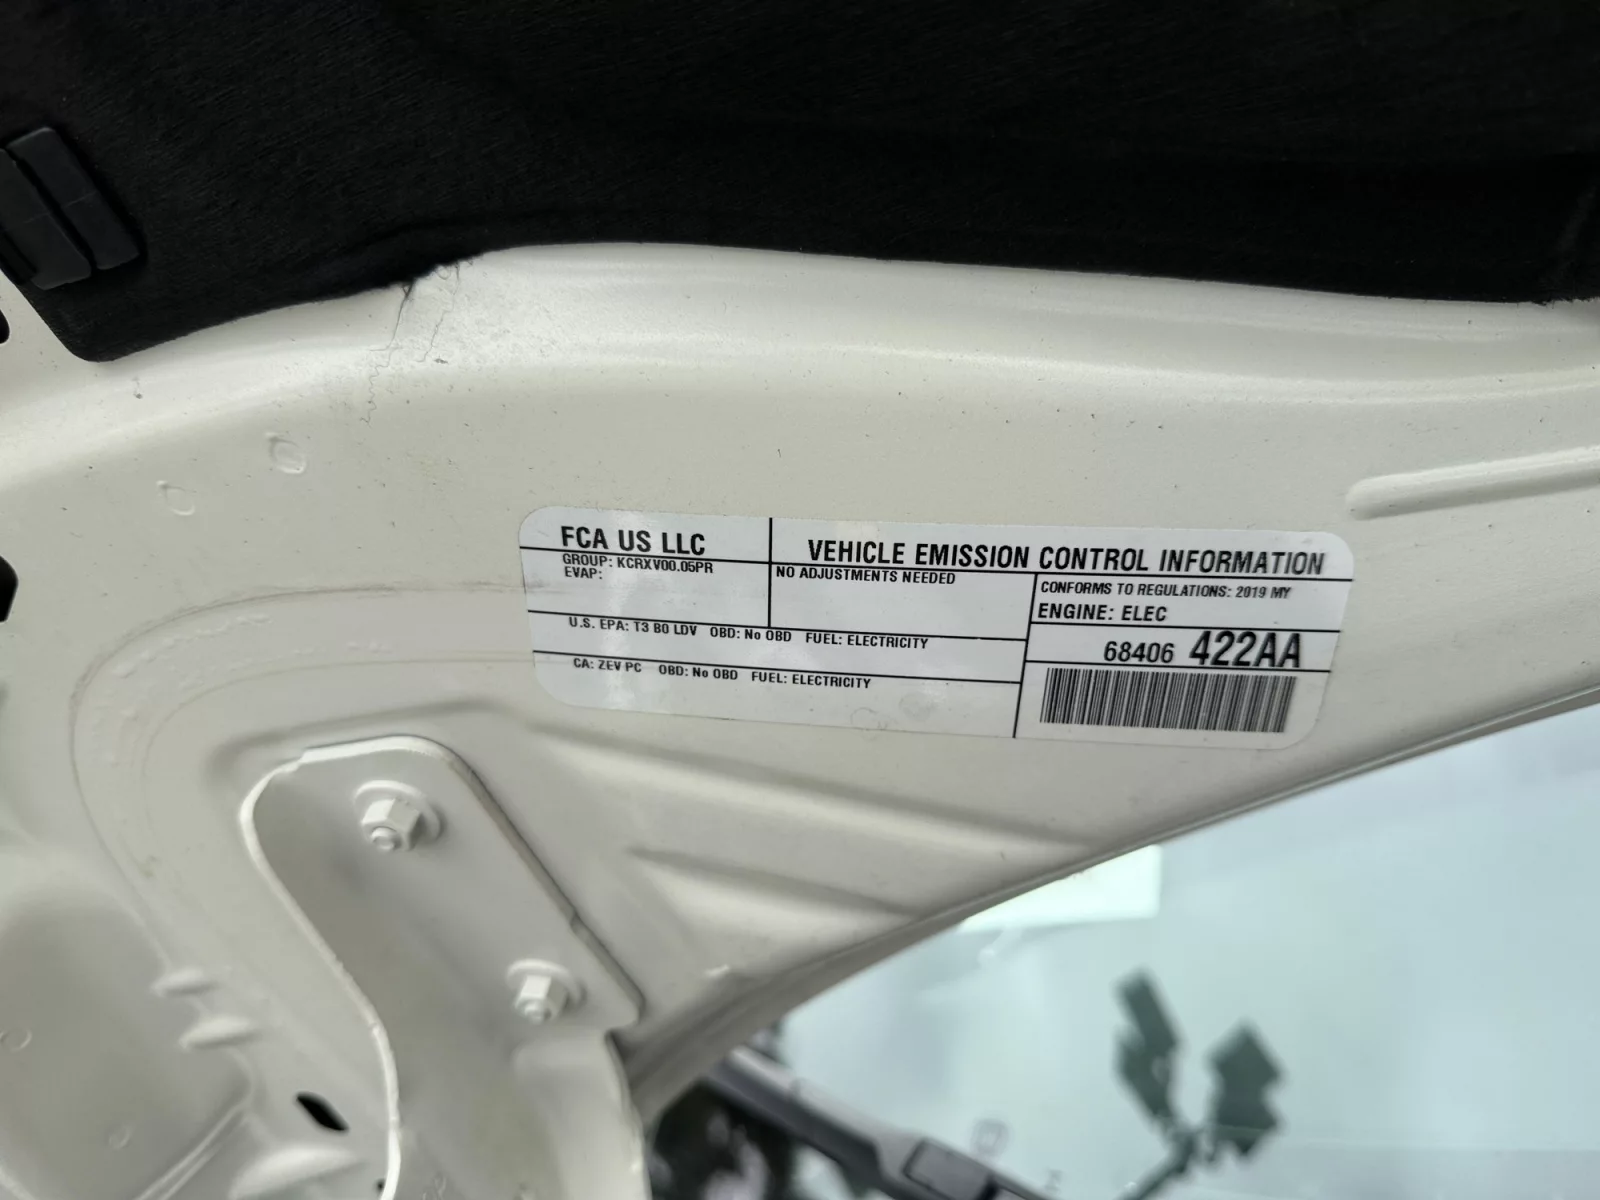 FCA US LLC
GROUP: KCRXV00.05PR
EVAP:
VEHICLE EMISSION CONTROL INFORMATION
NO ADJUSTMENTS NEEDED
CONFORMS TO REGULATIONS: 2019 MY
ENGINE: ELEC
U.S. EPA: T3 B0 LDV OBD: No OBD FUEL: ELECTRICITY
CA: ZEV PC OBD: No OBD FUEL: ELECTRICITY
68406 422AA